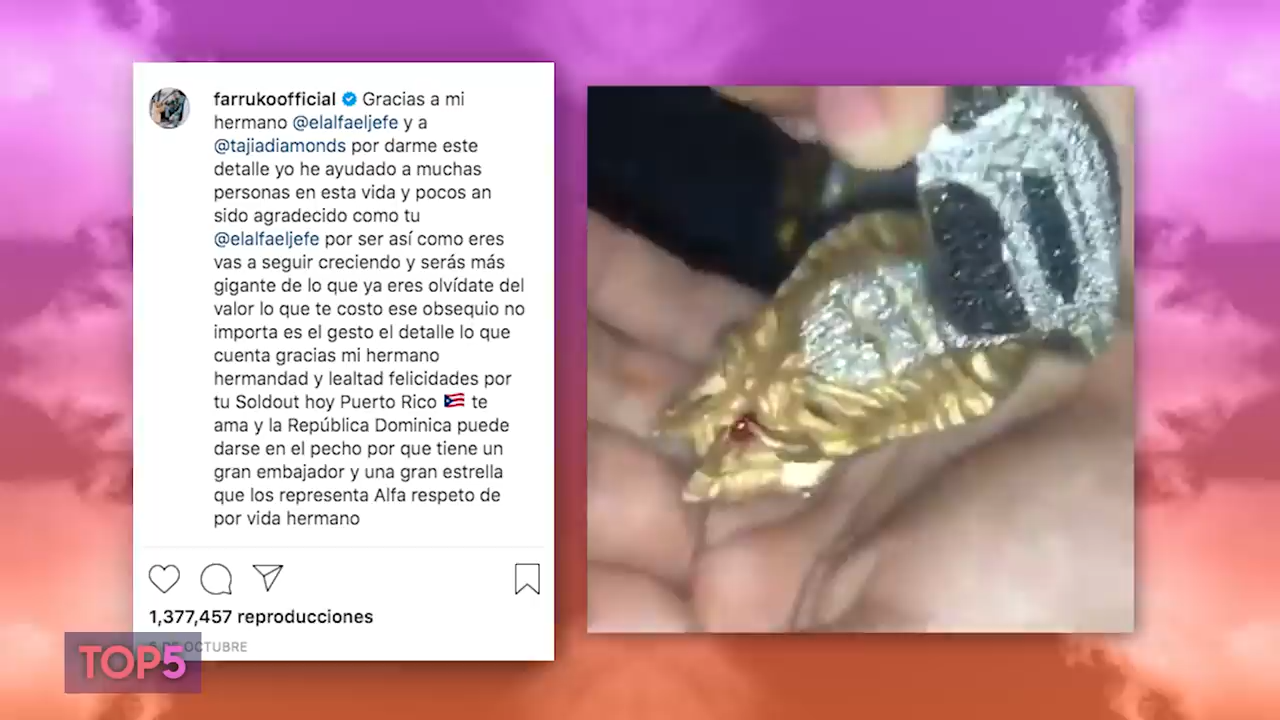 farrukoofficial Gracias a mi
hermano @elalfaeljefe y a
@tajiadiamonds por darme este
detalle yo he ayudado a muchas
personas en esta vida y pocos an
sido agradecido como tu
@elalfaeljefe por ser así como eres
vas a seguir creciendo y serás más
gigante de lo que ya eres olvídate del
valor lo que te costo ese obsequio no
importa es el gesto el detalle lo que
cuenta gracias mi hermano
hermandad y lealtad felicidades por
tu Soldout hoy Puerto Rico 🇵🇷 te
ama y la República Dominica puede
darse en el pecho por que tiene un
gran embajador y una gran estrella
que los representa Alfa respeto de
por vida hermano
1,377,457 reproducciones
DE OCTUBRE
TOP5